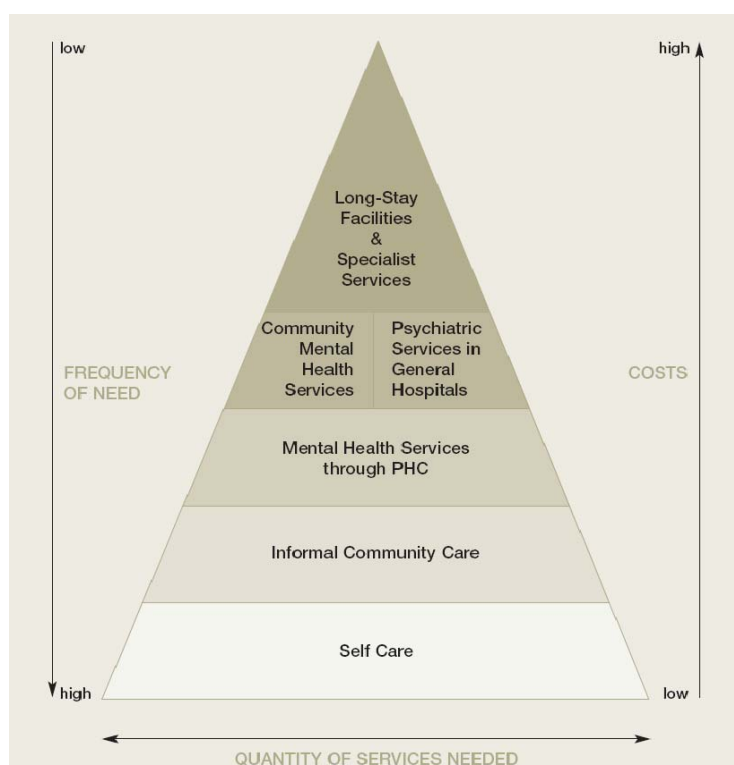 low
high
Long-Stay
Facilities
&
Specialist
Services
Community
Mental
Health
Services
Psychiatric
Services in
General
Hospitals
FREQUENCY
OF NEED
COSTS
Mental Health Services
through PHC
Informal Community Care
Self Care
high
low
QUANTITY OF SERVICES NEEDED